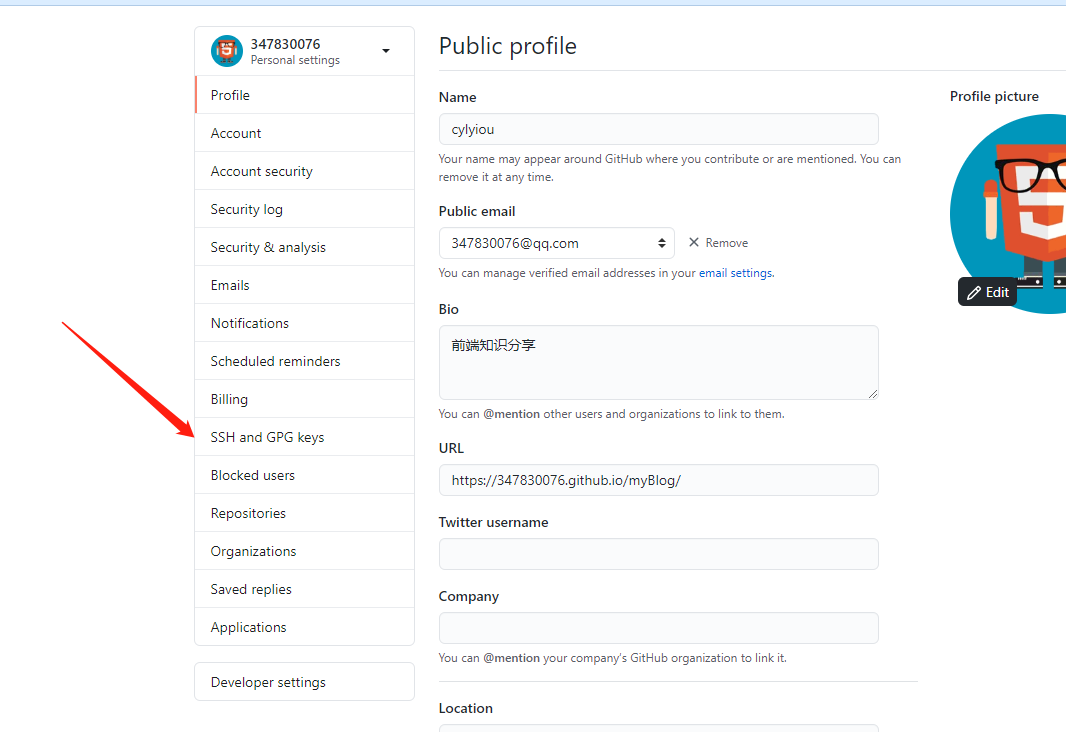 347830076
Personal settings
Profile
Account
Account security
Security log
Security & analysis
Emails
Notifications
Scheduled reminders
Billing
SSH and GPG keys
Blocked users
Repositories
Organizations
Saved replies
Applications
Developer settings
Public profile
Name
cylyiou
Your name may appear around GitHub where you contribute or are mentioned. You can
remove it at any time.
Public email
347830076@qq.com
Remove
You can manage verified email addresses in your email settings.
Bio
前端知识分享
You can @mention other users and organizations to link to them.
URL
https://347830076.github.io/myBlog/
Twitter username
Company
You can @mention your company's GitHub organization to link it.
Location
Profile picture
5
Edit